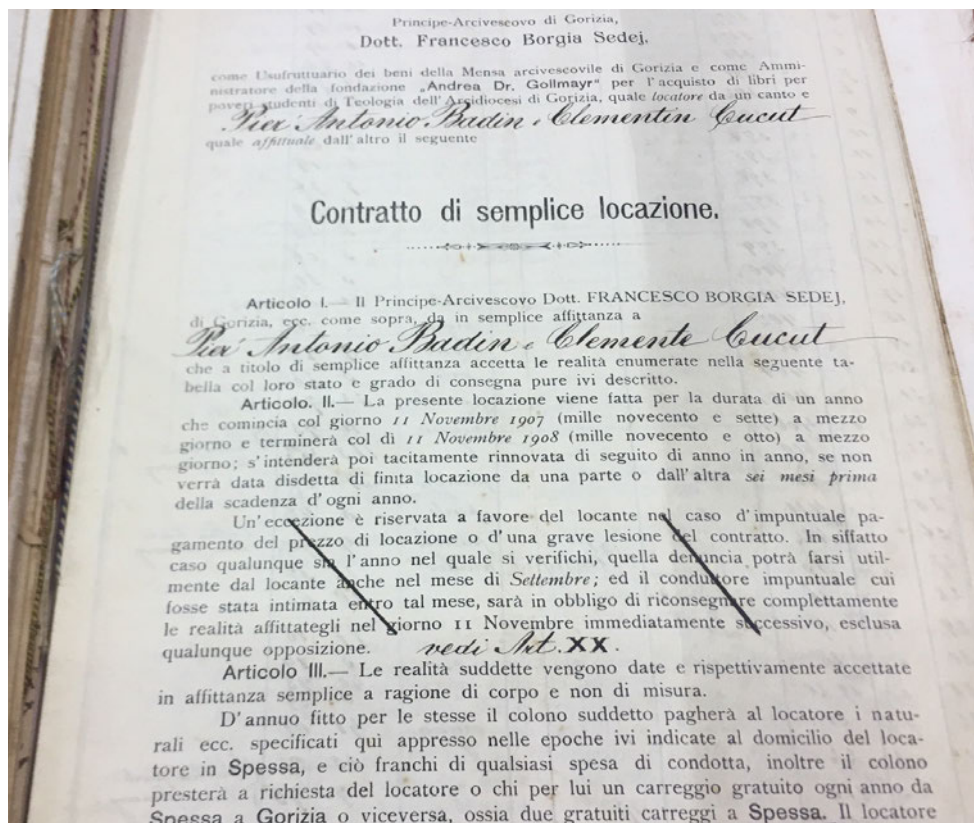 Principe-Arcivescovo di Gorizia,
Dott. Francesco Borgia Sedej,
come Usufruttuario dei beni della Mensa arcivescovile di Gorizia e come Ammi-
nistratore della fondazione „Andrea Dr. Gollmayr“ per l'acquisto di libri per
poveri studenti di Teologia dell'Arcidiocesi di Gorizia, quale locatore da un canto e
Pier Antonio Badin e Clementin Cucut
quale affittuale dall'altro il seguente
Contratto di semplice locazione.
Articolo I.— Il Principe-Arcivescovo Dott. FRANCESCO BORGIA SEDEJ,
di Gorizia, ecc. come sopra, da in semplice affittanza a
Pier Antonio Badin e Clemente Cucut
che a titolo di semplice affittanza accetta le realità enumerate nella seguente ta-
bella col loro stato e grado di consegna pure ivi descritto.
Articolo. II.— La presente locazione viene fatta per la durata di un anno
che comincia col giorno 11 Novembre 1907 (mille novecento e sette) a mezzo
giorno e terminerà col dì 11 Novembre 1908 (mille novecento e otto) a mezzo
giorno; s'intenderà poi tacitamente rinnovata di seguito di anno in anno, se non
verrà data disdetta di finita locazione da una parte o dall'altra sei mesi prima
della scadenza d'ogni anno.
Un'eccezione è riservata a favore del locante nel caso d'impuntuale pa-
gamento del prezzo di locazione o d'una grave lesione del contratto. In siffatto
caso qualunque sia l'anno nel quale si verifichi, quella denuncia potrà farsi util-
mente dal locante anche nel mese di Settembre; ed il conduttore impuntuale cui
fosse stata intimata entro tal mese, sarà in obbligo di riconsegnare completamente
le realità affittategli nel giorno 11 Novembre immediatamente successivo, esclusa
qualunque opposizione. vedi Art. XX.
Articolo III.— Le realità suddette vengono date e rispettivamente accettate
in affittanza semplice a ragione di corpo e non di misura.
D'annuo fitto per le stesse il colono suddetto pagherà al locatore i natu-
rali ecc. specificati quì appresso nelle epoche ivi indicate al domicilio del loca-
tore in Spessa, e ciò franchi di qualsiasi spesa di condotta, inoltre il colono
presterà a richiesta del locatore o chi per lui un carreggio gratuito ogni anno da
Spessa a Gorizia o viceversa, ossia due gratuiti carreggi a Spessa. Il locatore